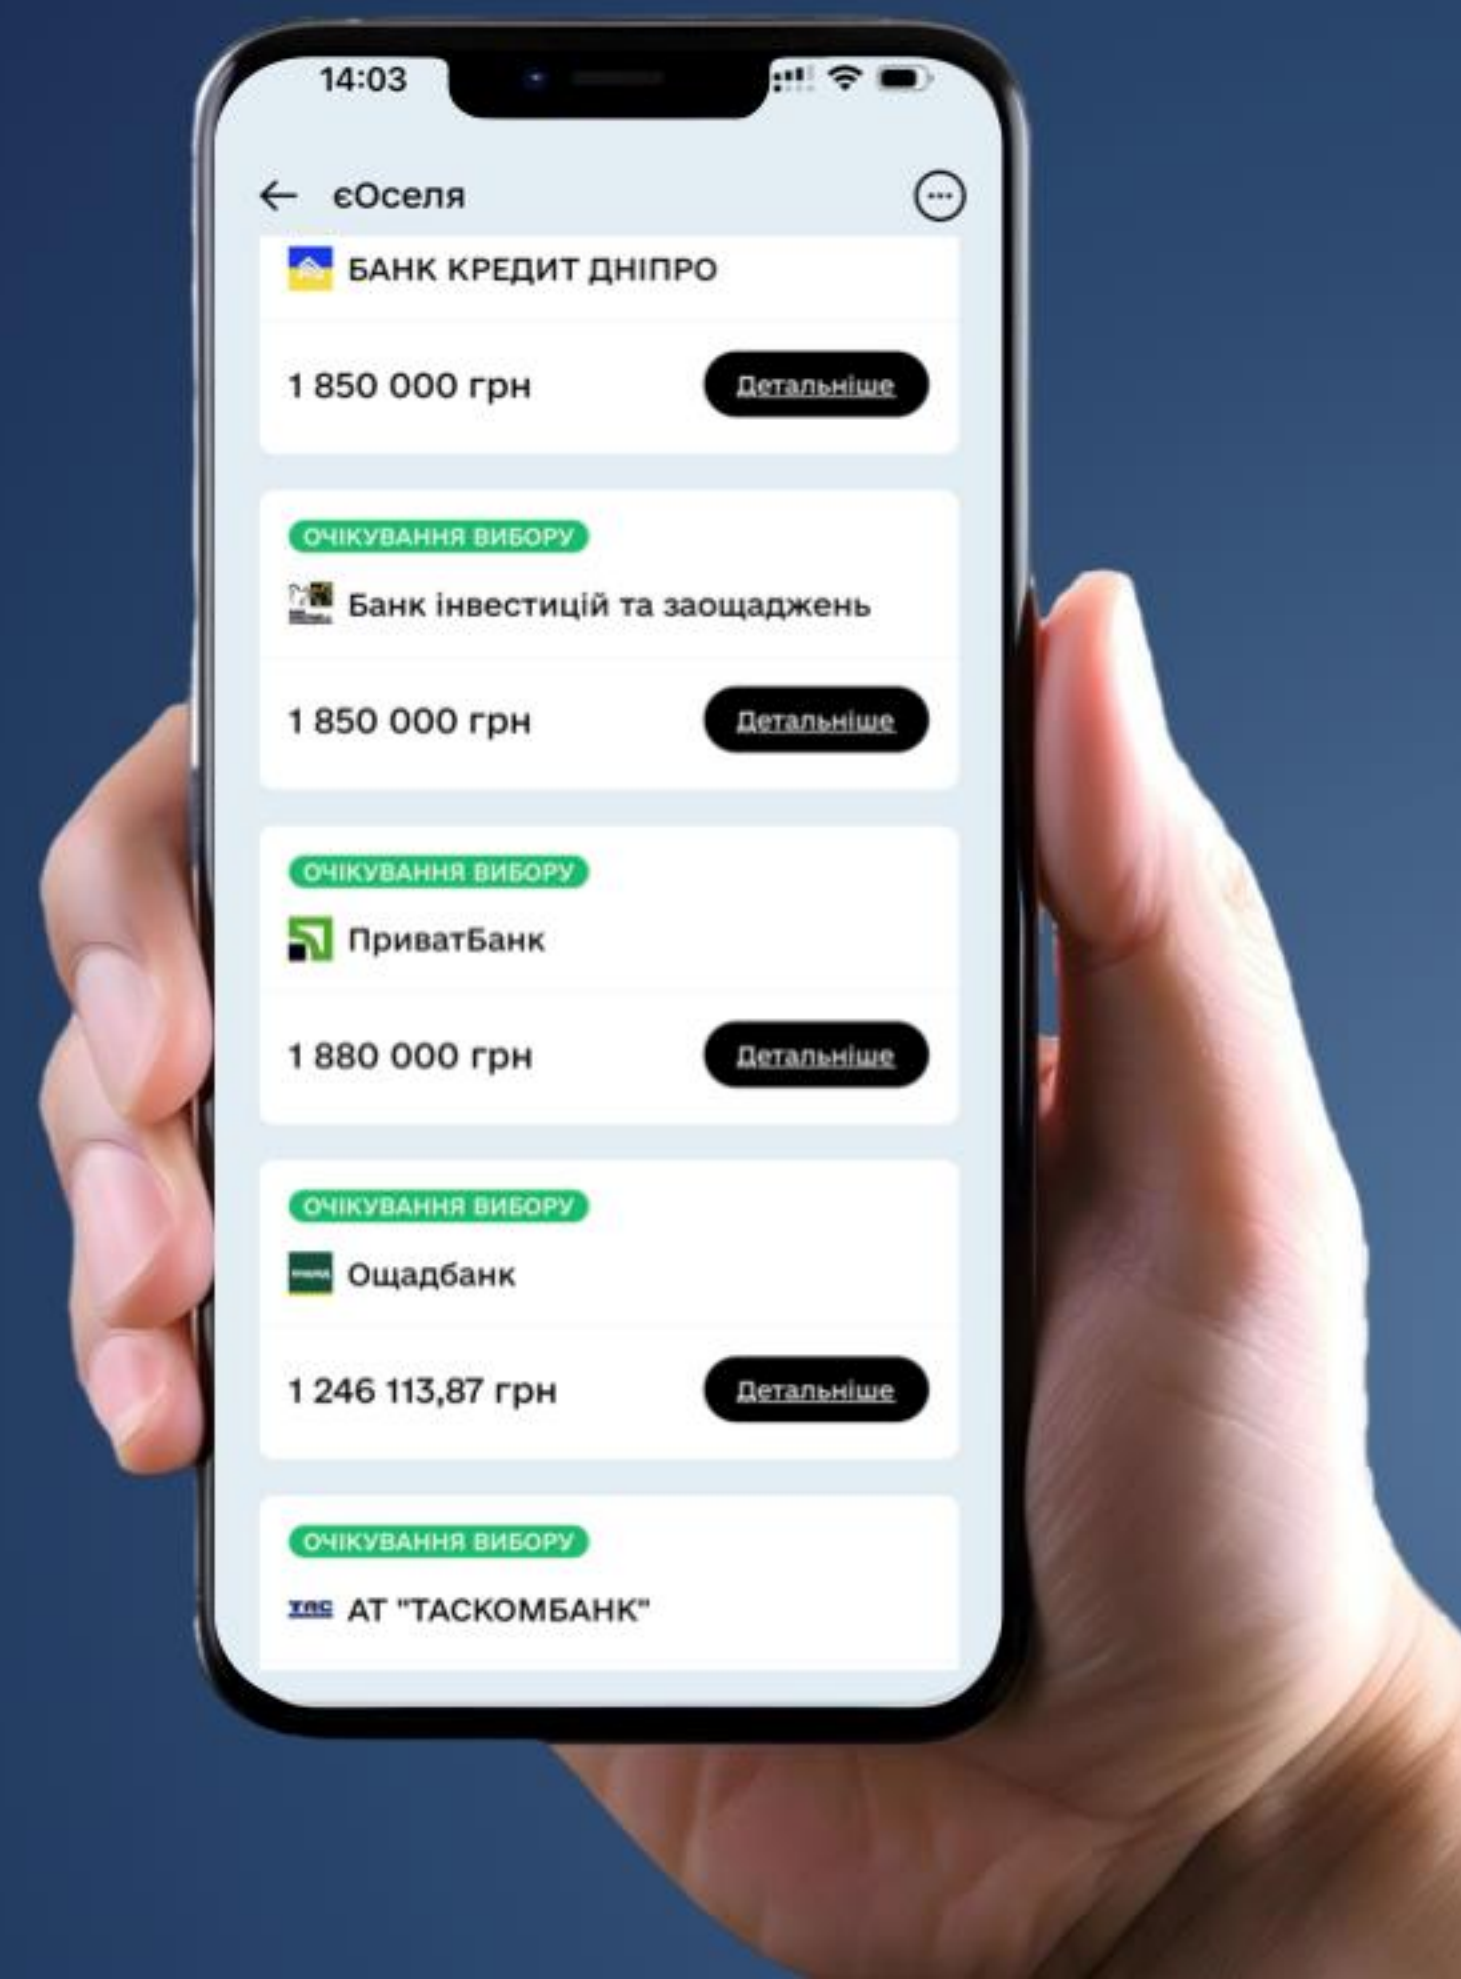 14:03
єОселя
БАНК КРЕДИТ ДНІПРО
1 850 000 грн
Детальніше
ОЧІКУВАННЯ ВИБОРУ
Банк інвестицій та заощаджень
1 850 000 грн
Детальніше
ОЧІКУВАННЯ ВИБОРУ
ПриватБанк
1 880 000 грн
Детальніше
ОЧІКУВАННЯ ВИБОРУ
Ощадбанк
1 246 113,87 грн
Детальніше
ОЧІКУВАННЯ ВИБОРУ
ТАС АТ "ТАСКОМБАНК"